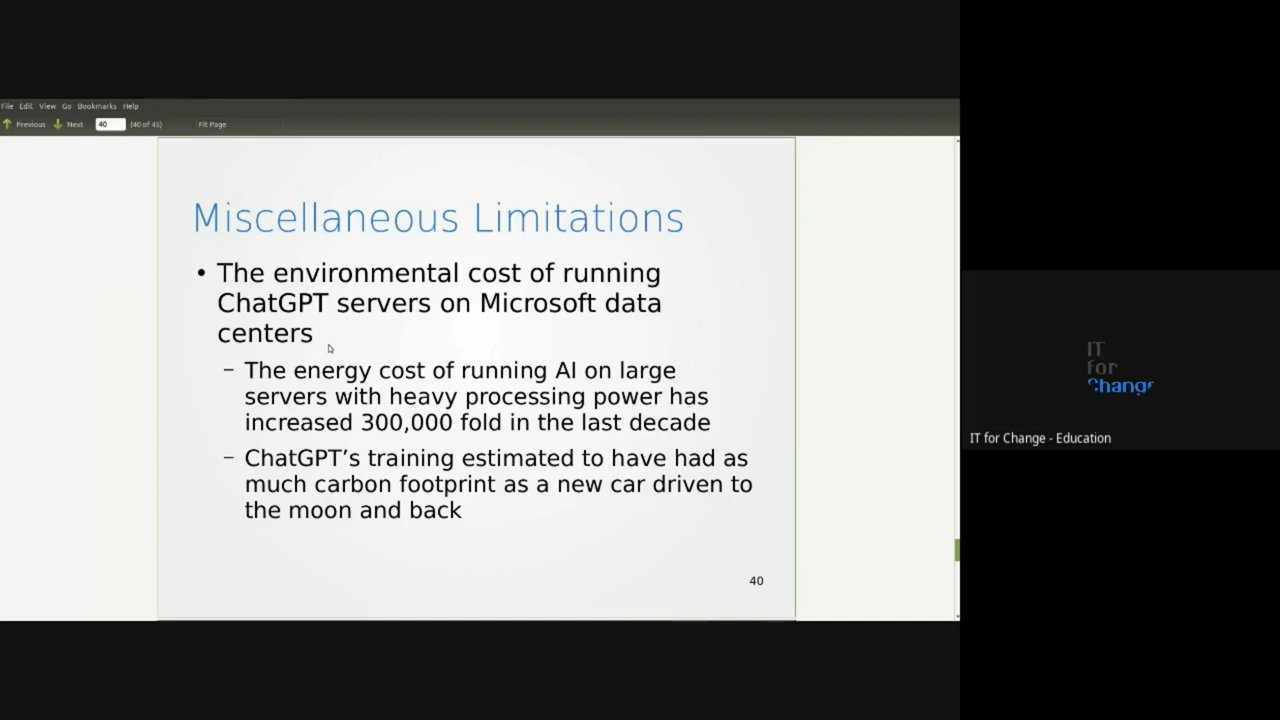 File Edit View Go Bookmarks Help
Previous Next 40 (40 of 45) Fit Page
Miscellaneous Limitations
• The environmental cost of running
ChatGPT servers on Microsoft data
centers
– The energy cost of running AI on large
servers with heavy processing power has
increased 300,000 fold in the last decade
– ChatGPT’s training estimated to have had as
much carbon footprint as a new car driven to
the moon and back
40
IT
for
Change
IT for Change - Education